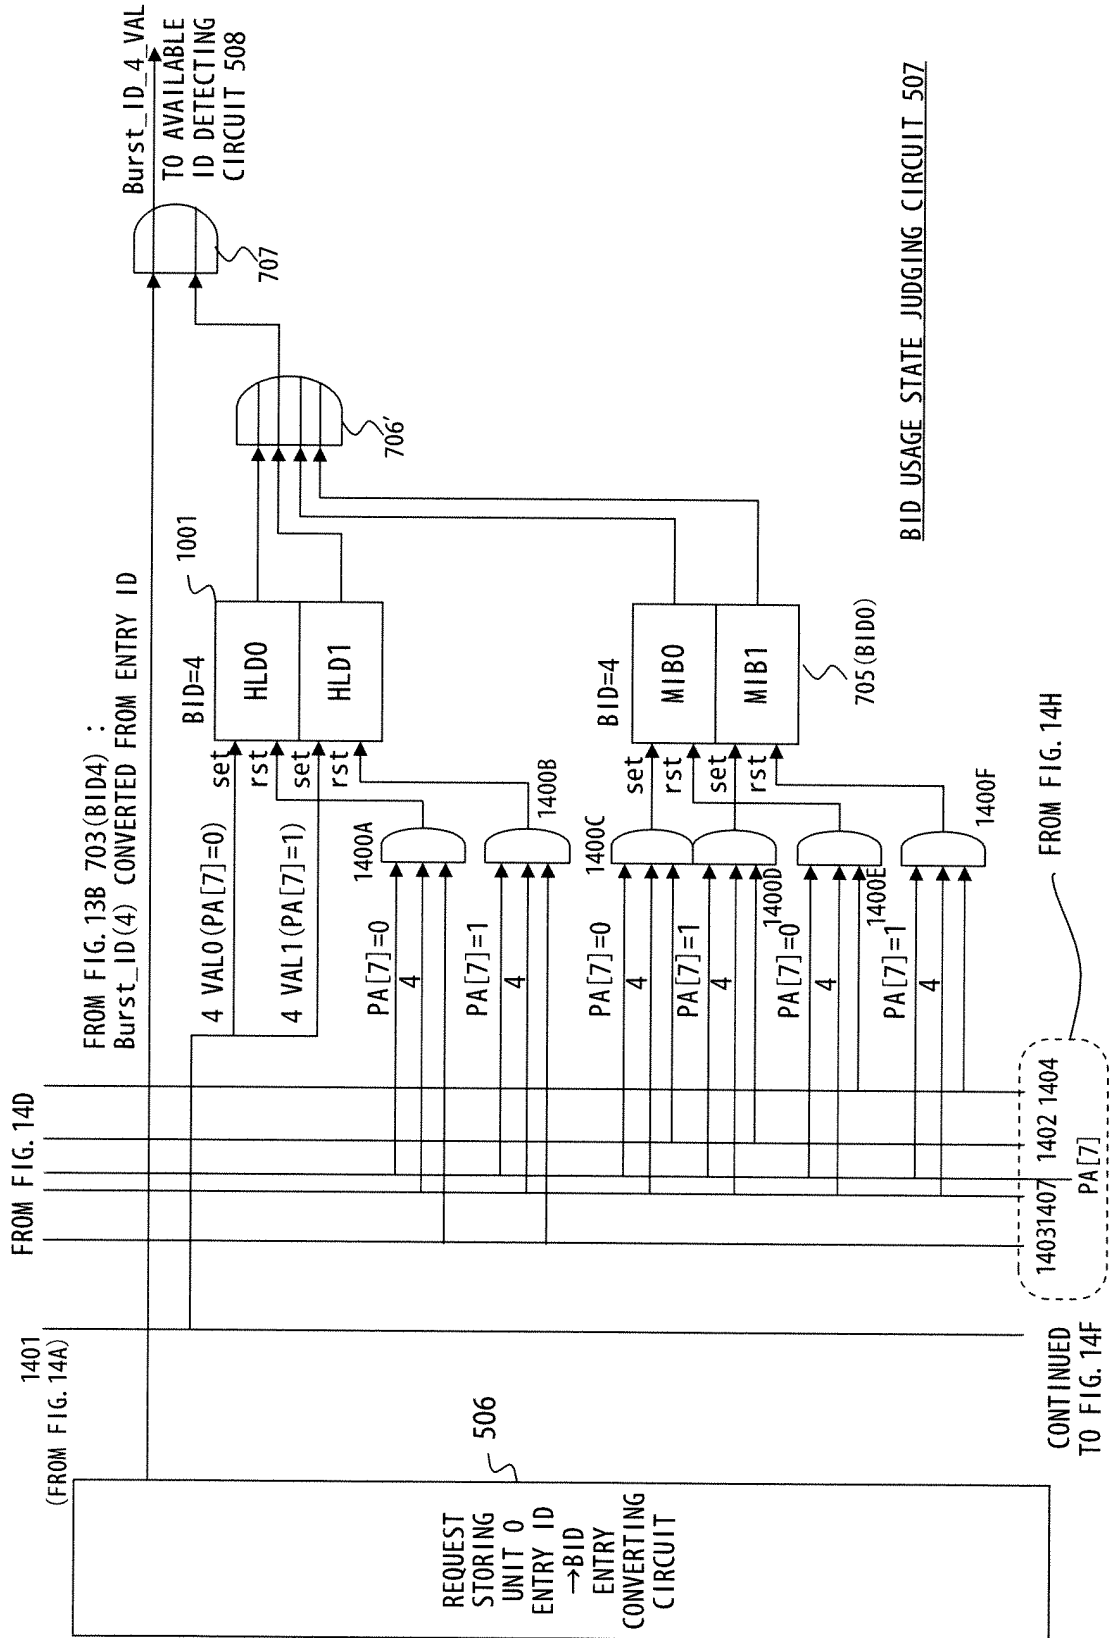 1401
(FROM FIG. 14A)
FROM FIG. 14D
FROM FIG. 13B 703(BID4) :
Burst_ID(4) CONVERTED FROM ENTRY ID
Burst_ID_4_VAL
TO AVAILABLE
ID DETECTING
CIRCUIT 508
707
706'
1001
BID=4
HLD0
HLD1
set
rst
set
rst
4 VAL0(PA[7]=0)
4 VAL1(PA[7]=1)
1400A
PA[7]=0
4
1400B
PA[7]=1
4
BID=4
MIB0
MIB1
705(BID0)
set
rst
set
rst
1400C
PA[7]=0
4
PA[7]=1
4
1400D
PA[7]=0
4
1400E
PA[7]=1
4
1400F
506
REQUEST
STORING
UNIT 0
ENTRY ID
→BID
ENTRY
CONVERTING
CIRCUIT
CONTINUED
TO FIG. 14F
1403 1407 1402 1404
PA[7]
FROM FIG. 14H
BID USAGE STATE JUDGING CIRCUIT 507